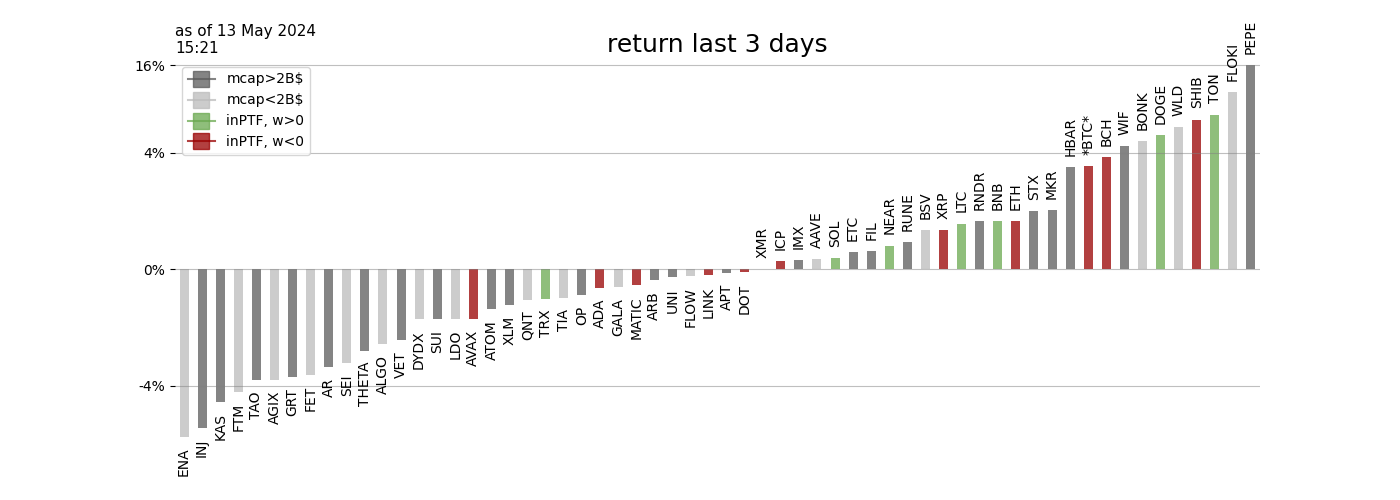 as of 13 May 2024
15:21
return last 3 days
16%
4%
0%
-4%
mcap>2B$
mcap<2B$
inPTF, w>0
inPTF, w<0
ENA
INJ
KAS
FTM
TAO
AGIX
GRT
FET
AR
SEI
THETA
ALGO
VET
DYDX
SUI
LDO
AVAX
ATOM
XLM
QNT
TRX
TIA
OP
ADA
GALA
MATIC
ARB
UNI
FLOW
LINK
APT
DOT
XMR
ICP
IMX
AAVE
SOL
ETC
FIL
NEAR
RUNE
BSV
XRP
LTC
RNDR
BNB
ETH
STX
MKR
HBAR
*BTC*
BCH
WIF
BONK
DOGE
WLD
SHIB
TON
FLOKI
PEPE